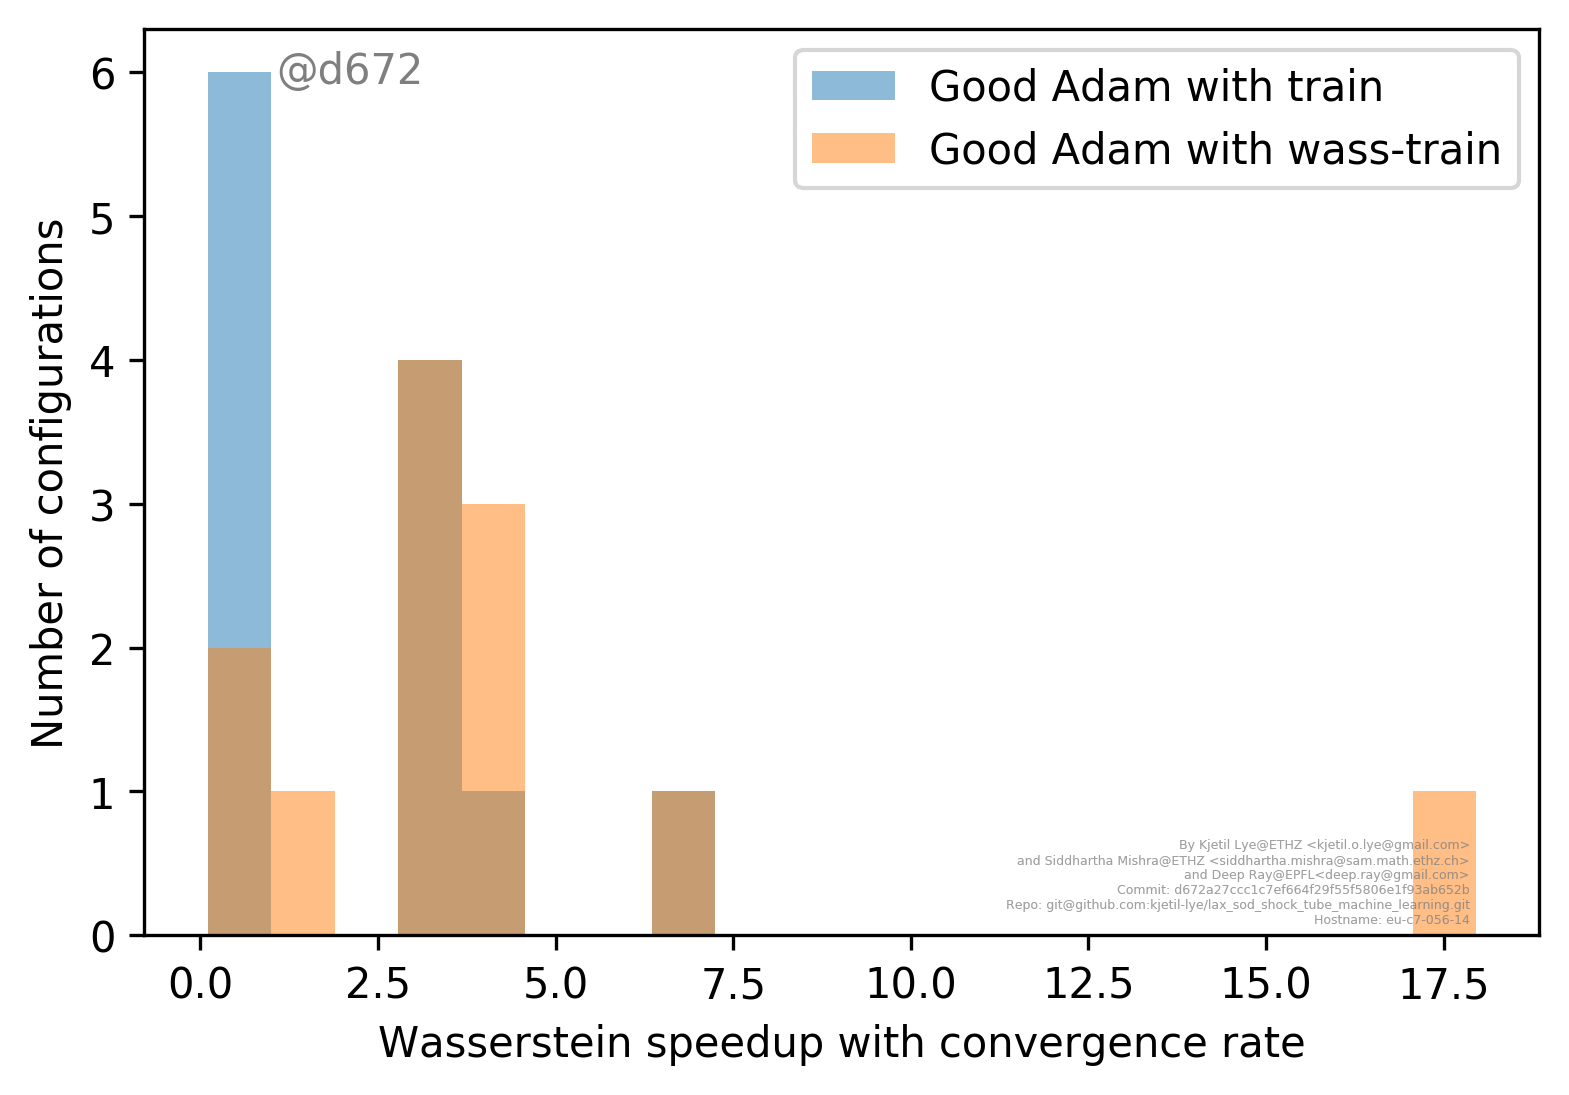 @d672
Good Adam with train
Good Adam with wass-train
Number of configurations
6
5
4
3
2
1
0
0.0 2.5 5.0 7.5 10.0 12.5 15.0 17.5
Wasserstein speedup with convergence rate
By Kjetil Lye@ETHZ <kjetil.o.lye@gmail.com>
and Siddhartha Mishra@ETHZ <siddhartha.mishra@sam.math.ethz.ch>
and Deep Ray@EPFL<deep.ray@gmail.com>
Commit: d672a27ccc1c7ef664f29f55f5806e1f93ab652b
Repo: git@github.com:kjetil-lye/lax_sod_shock_tube_machine_learning.git
Hostname: eu-c7-056-14